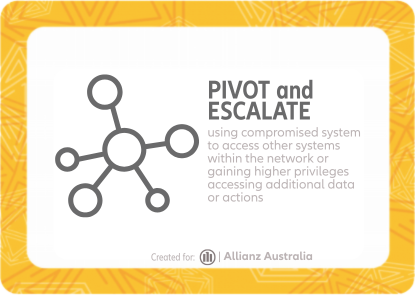 PIVOT and
ESCALATE
using compromised system
to access other systems
within the network or
gaining higher privileges
accessing additional data
or actions
Created for: | Allianz Australia